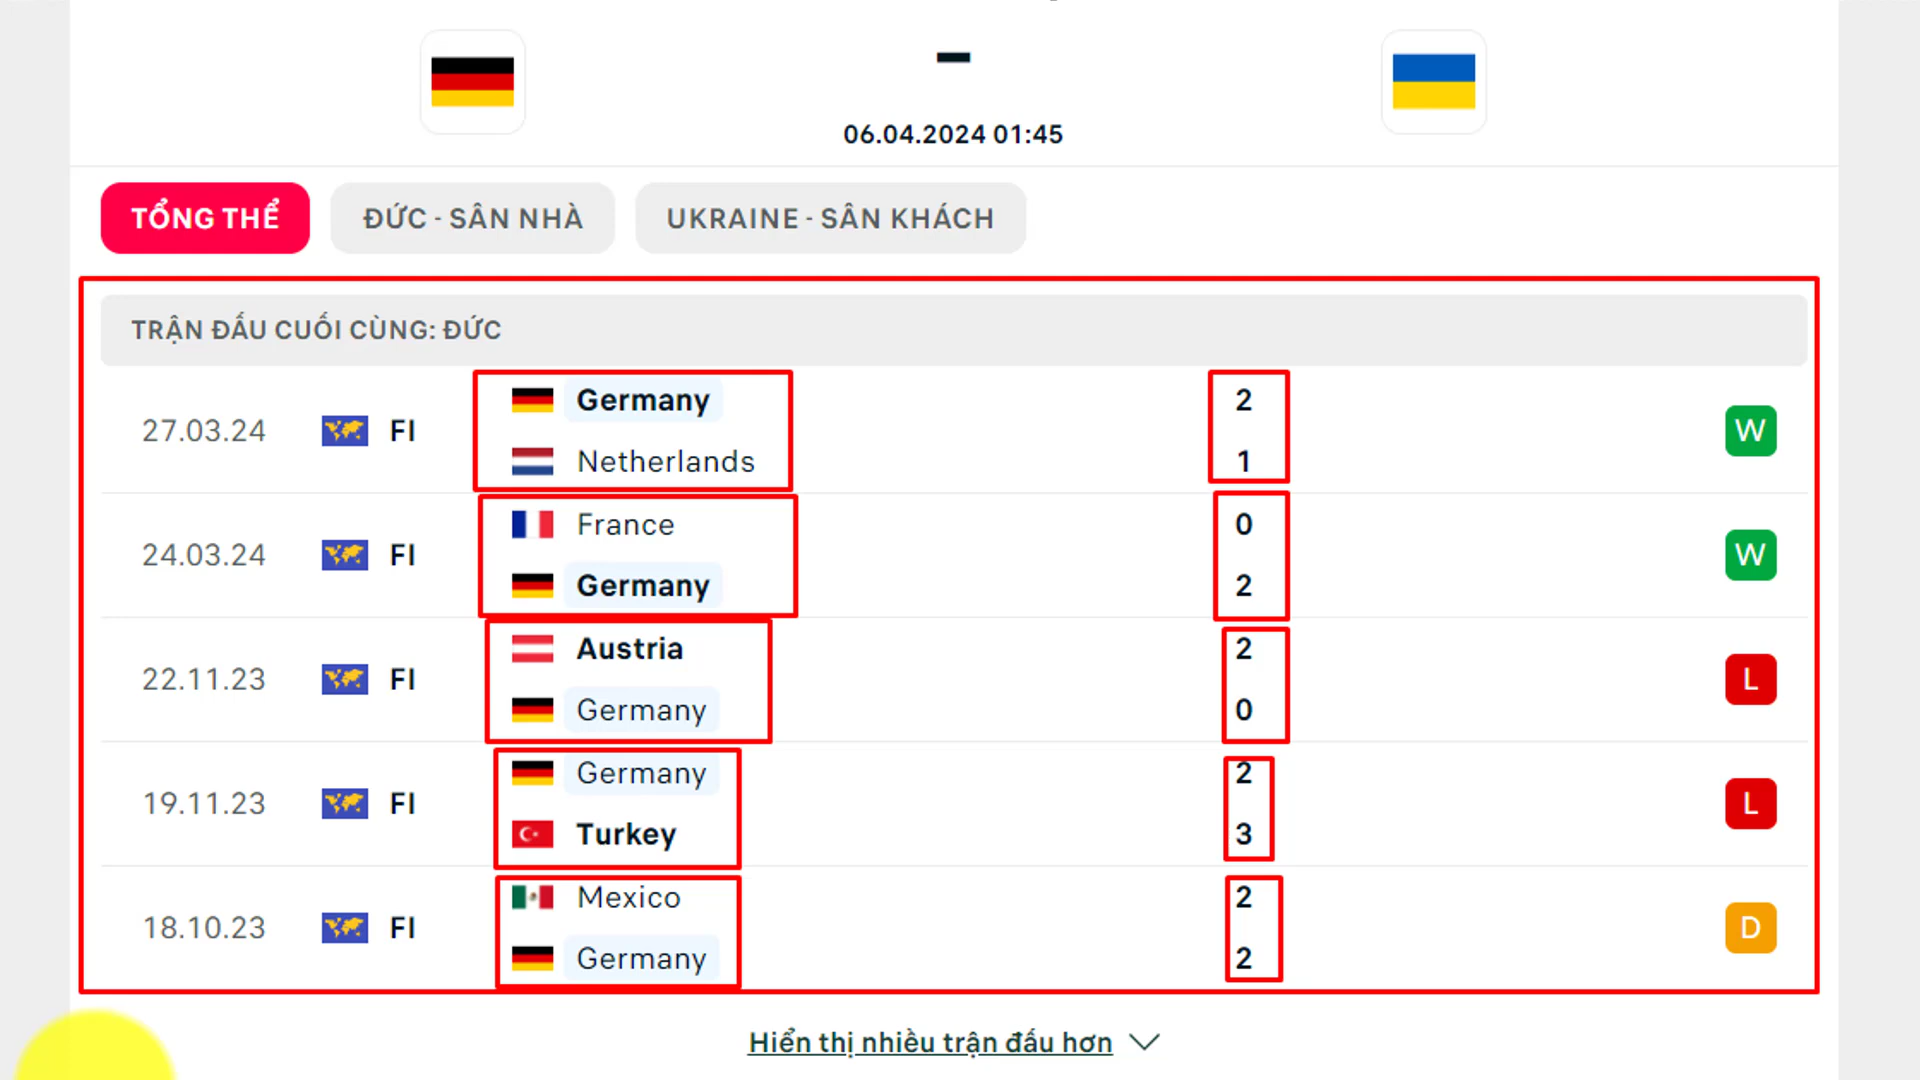 –
06.04.2024 01:45
TỔNG THỂ
ĐỨC - SÂN NHÀ
UKRAINE - SÂN KHÁCH
TRẬN ĐẤU CUỐI CÙNG: ĐỨC
27.03.24 FI Germany 2 W
Netherlands 1
24.03.24 FI France 0 W
Germany 2
22.11.23 FI Austria 2 L
Germany 0
19.11.23 FI Germany 2 L
Turkey 3
18.10.23 FI Mexico 2 D
Germany 2
Hiển thị nhiều trận đấu hơn